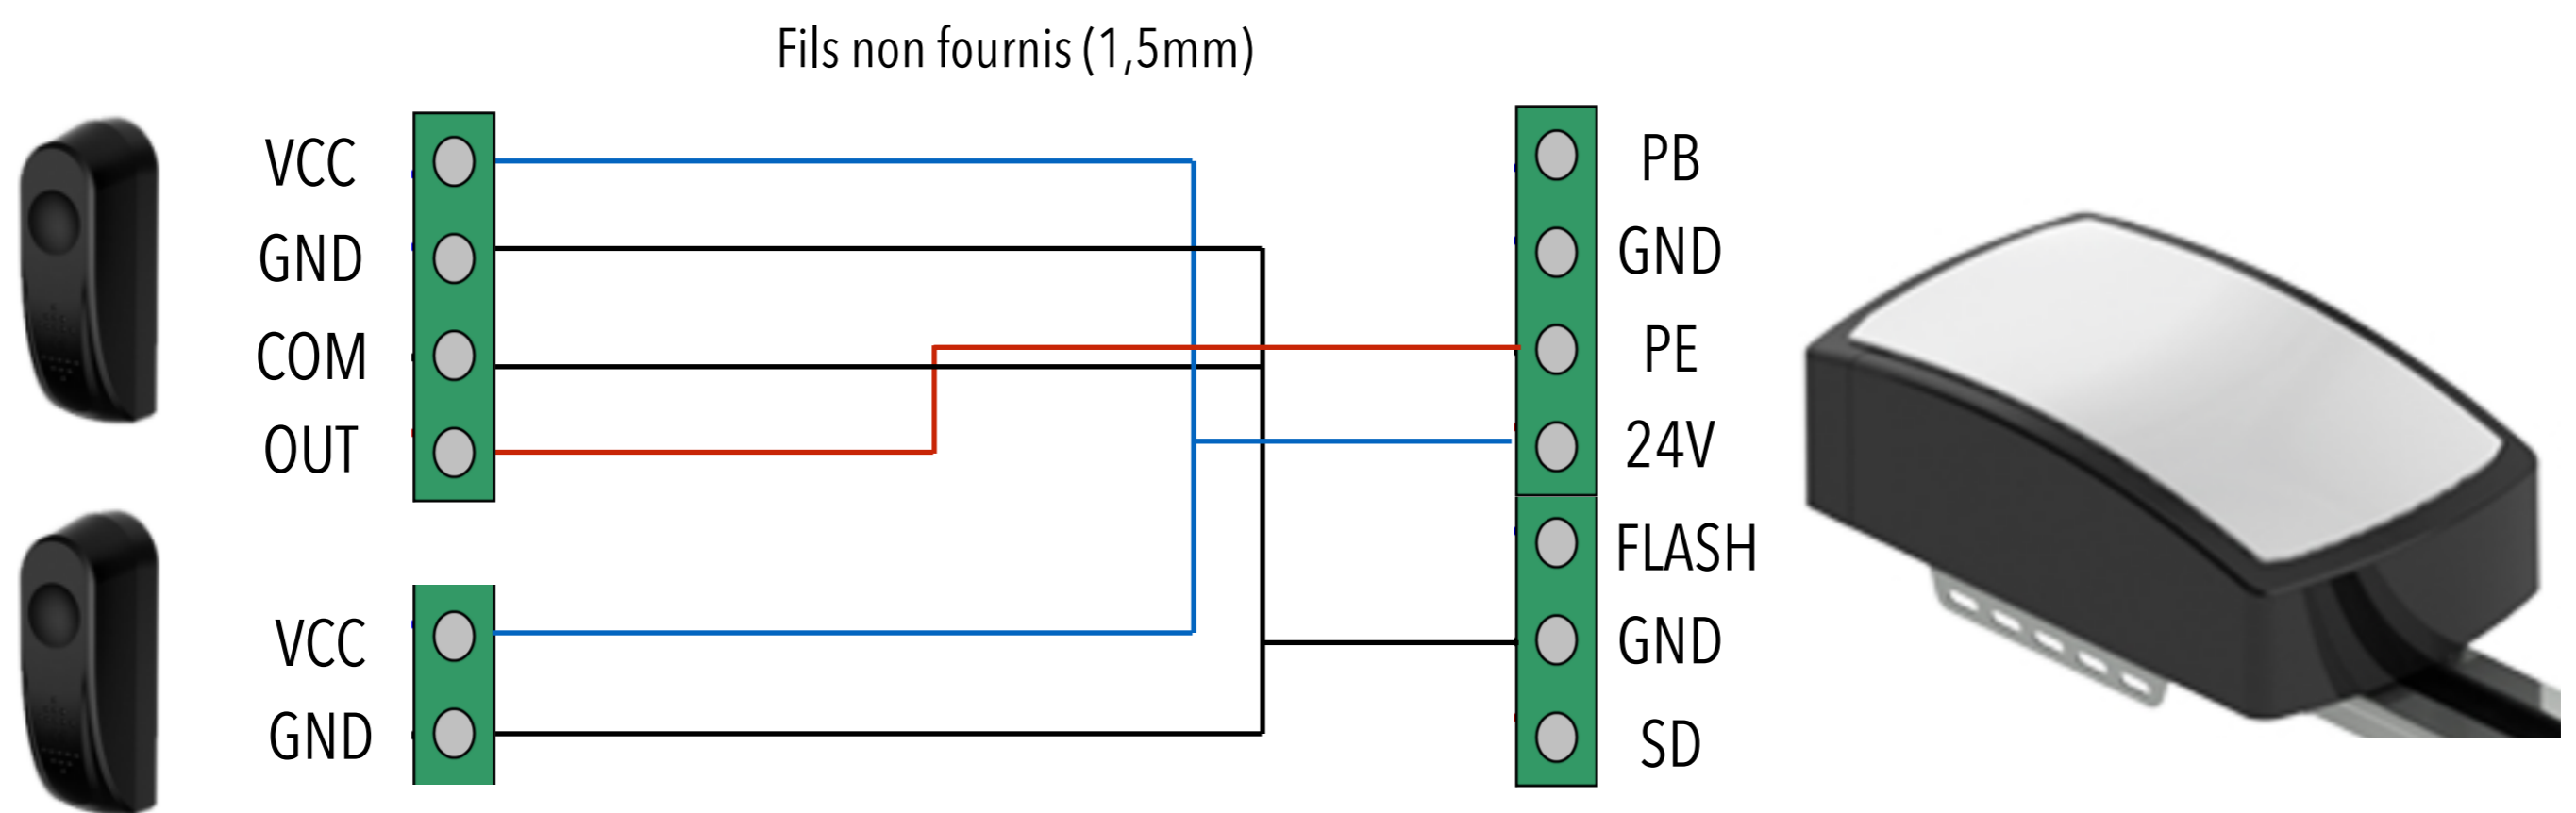 Fils non fournis (1,5mm)
VCC
GND
COM
OUT
VCC
GND
PB
GND
PE
24V
FLASH
GND
SD